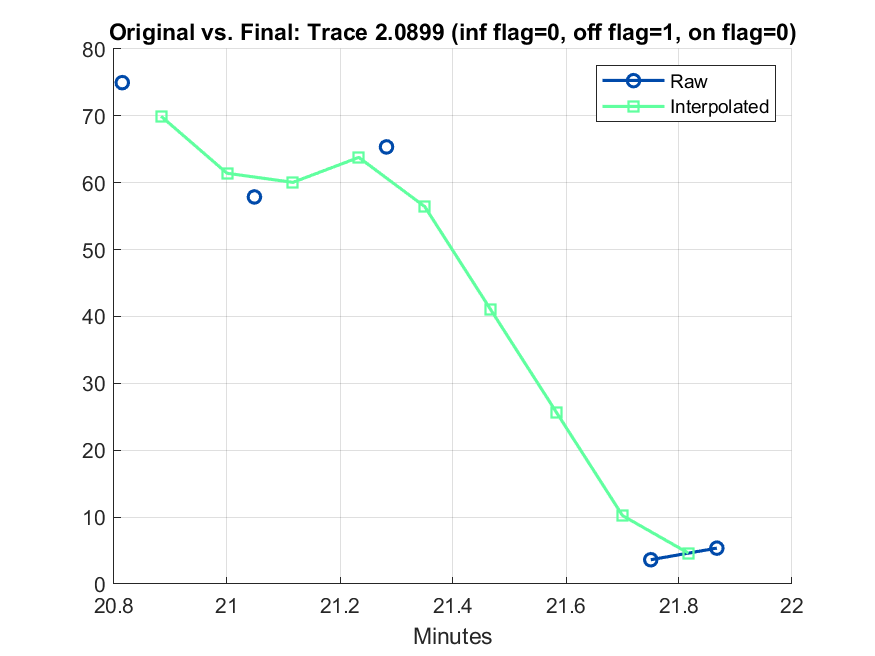 Original vs. Final: Trace 2.0899 (inf flag=0, off flag=1, on flag=0)
80
70
60
50
40
30
20
10
0
Raw
Interpolated
20.8 21 21.2 21.4 21.6 21.8 22
Minutes